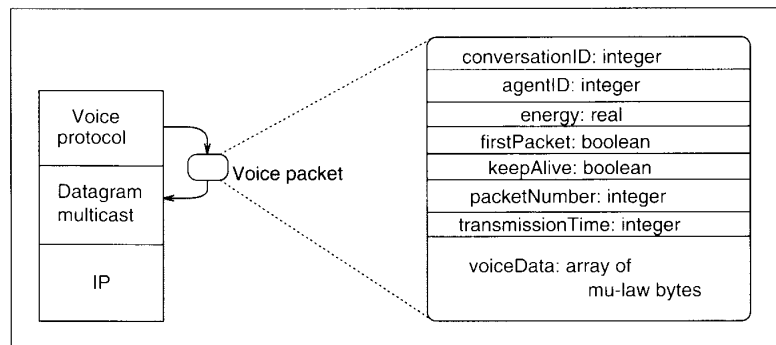 Voice
protocol
Datagram
multicast
IP
Voice packet
conversationID: integer
agentID: integer
energy: real
firstPacket: boolean
keepAlive: boolean
packetNumber: integer
transmissionTime: integer
voiceData: array of
mu-law bytes